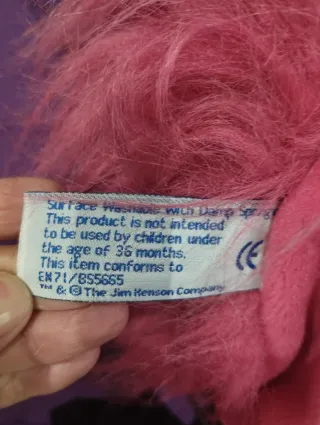 Surface Washable with Damp Sponge
This product is not intended
to be used by children under
the age of 36 months.
This item conforms to
EN71/BS5665
™ & © The Jim Henson Company
CE